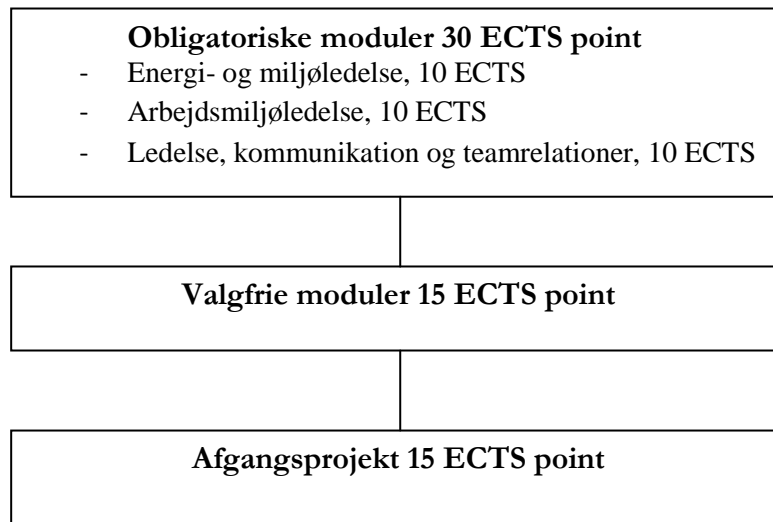 Obligatoriske moduler 30 ECTS point
- Energi- og miljøledelse, 10 ECTS
- Arbejdsmiljøledelse, 10 ECTS
- Ledelse, kommunikation og teamrelationer, 10 ECTS
Valgfrie moduler 15 ECTS point
Afgangsprojekt 15 ECTS point